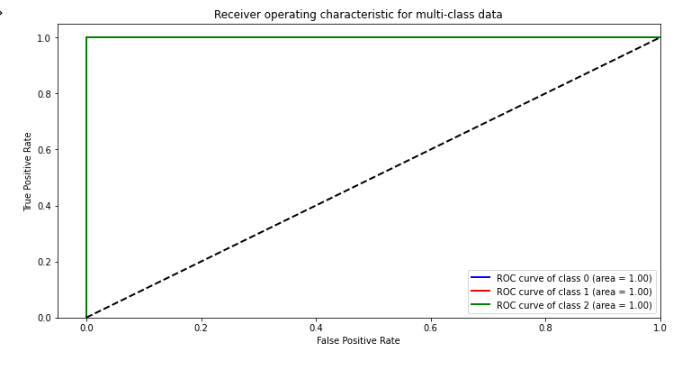 Receiver operating characteristic for multi-class data
1.0
0.8
0.6
0.4
0.2
0.0
True Positive Rate
ROC curve of class 0 (area = 1.00)
ROC curve of class 1 (area = 1.00)
ROC curve of class 2 (area = 1.00)
0.0 0.2 0.4 0.6 0.8 1.0
False Positive Rate